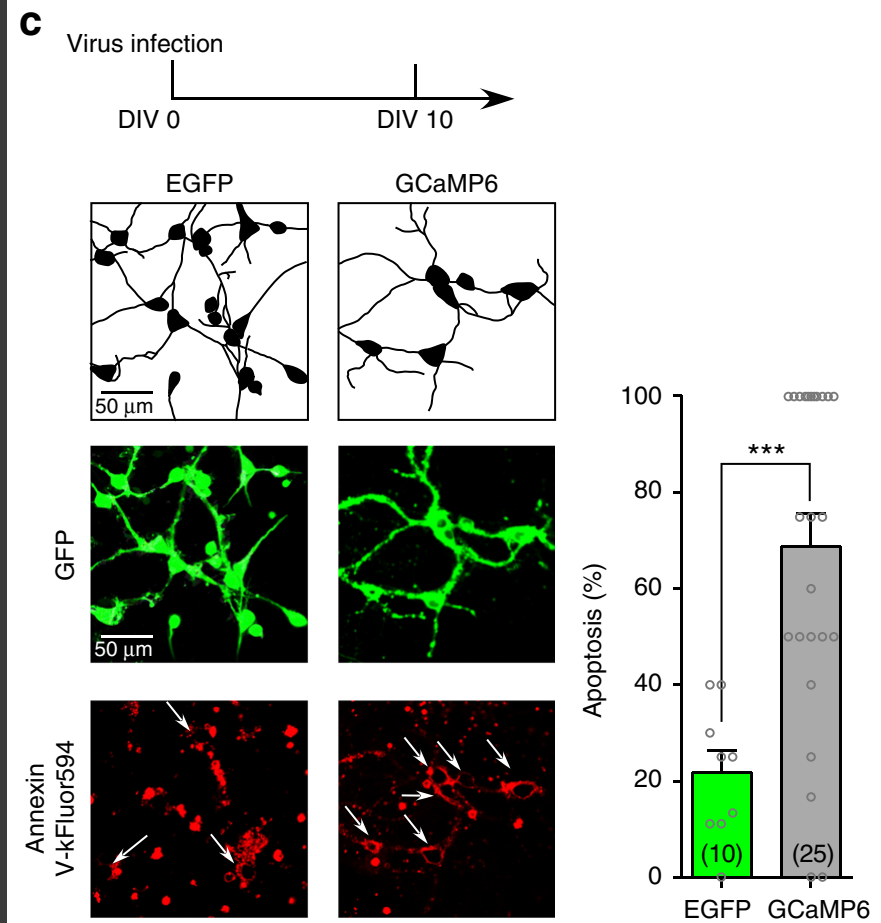 c
Virus infection
DIV 0
DIV 10
EGFP
GCaMP6
50 μm
GFP
50 μm
Annexin
V-kFluor594
Apoptosis (%)
100
80
60
40
20
0
***
(10)
(25)
EGFP
GCaMP6